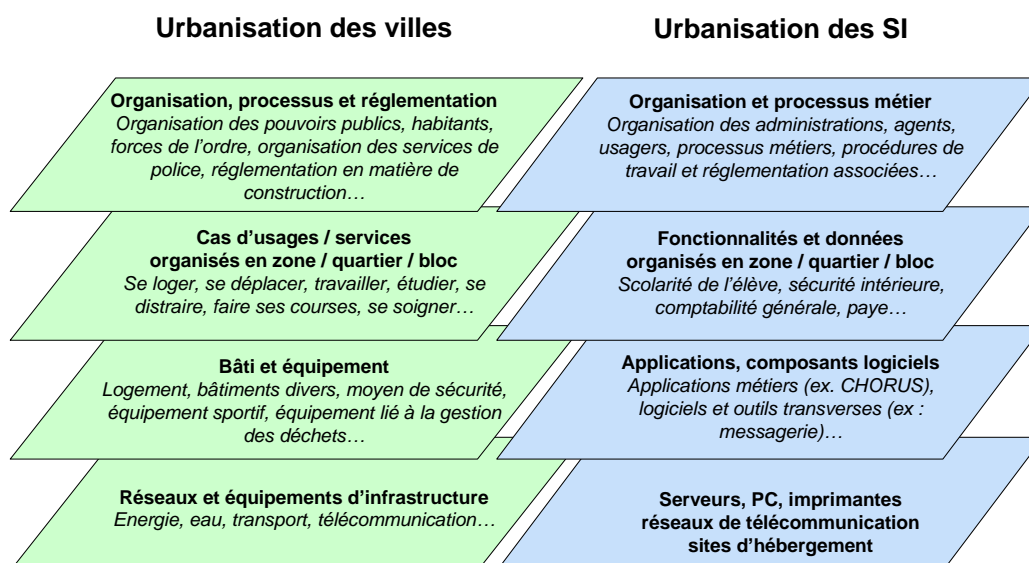 Urbanisation des villes
Urbanisation des SI
Organisation, processus et réglementation
Organisation des pouvoirs publics, habitants,
forces de l'ordre, organisation des services de
police, réglementation en matière de
construction…
Organisation et processus métier
Organisation des administrations, agents,
usagers, processus métiers, procédures de
travail et réglementation associées…
Cas d'usages / services
organisés en zone / quartier / bloc
Se loger, se déplacer, travailler, étudier, se
distraire, faire ses courses, se soigner…
Fonctionnalités et données
organisés en zone / quartier / bloc
Scolarité de l'élève, sécurité intérieure,
comptabilité générale, paye…
Bâti et équipement
Logement, bâtiments divers, moyen de sécurité,
équipement sportif, équipement lié à la gestion
des déchets…
Applications, composants logiciels
Applications métiers (ex. CHORUS),
logiciels et outils transverses (ex :
messagerie)…
Réseaux et équipements d'infrastructure
Energie, eau, transport, télécommunication…
Serveurs, PC, imprimantes
réseaux de télécommunication
sites d'hébergement